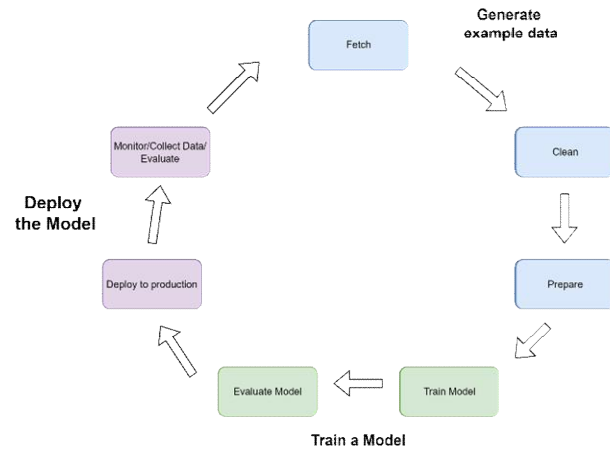 Generate
example data
Fetch
Clean
Prepare
Train Model
Evaluate Model
Train a Model
Deploy to production
Deploy
the Model
Monitor/Collect Data/
Evaluate